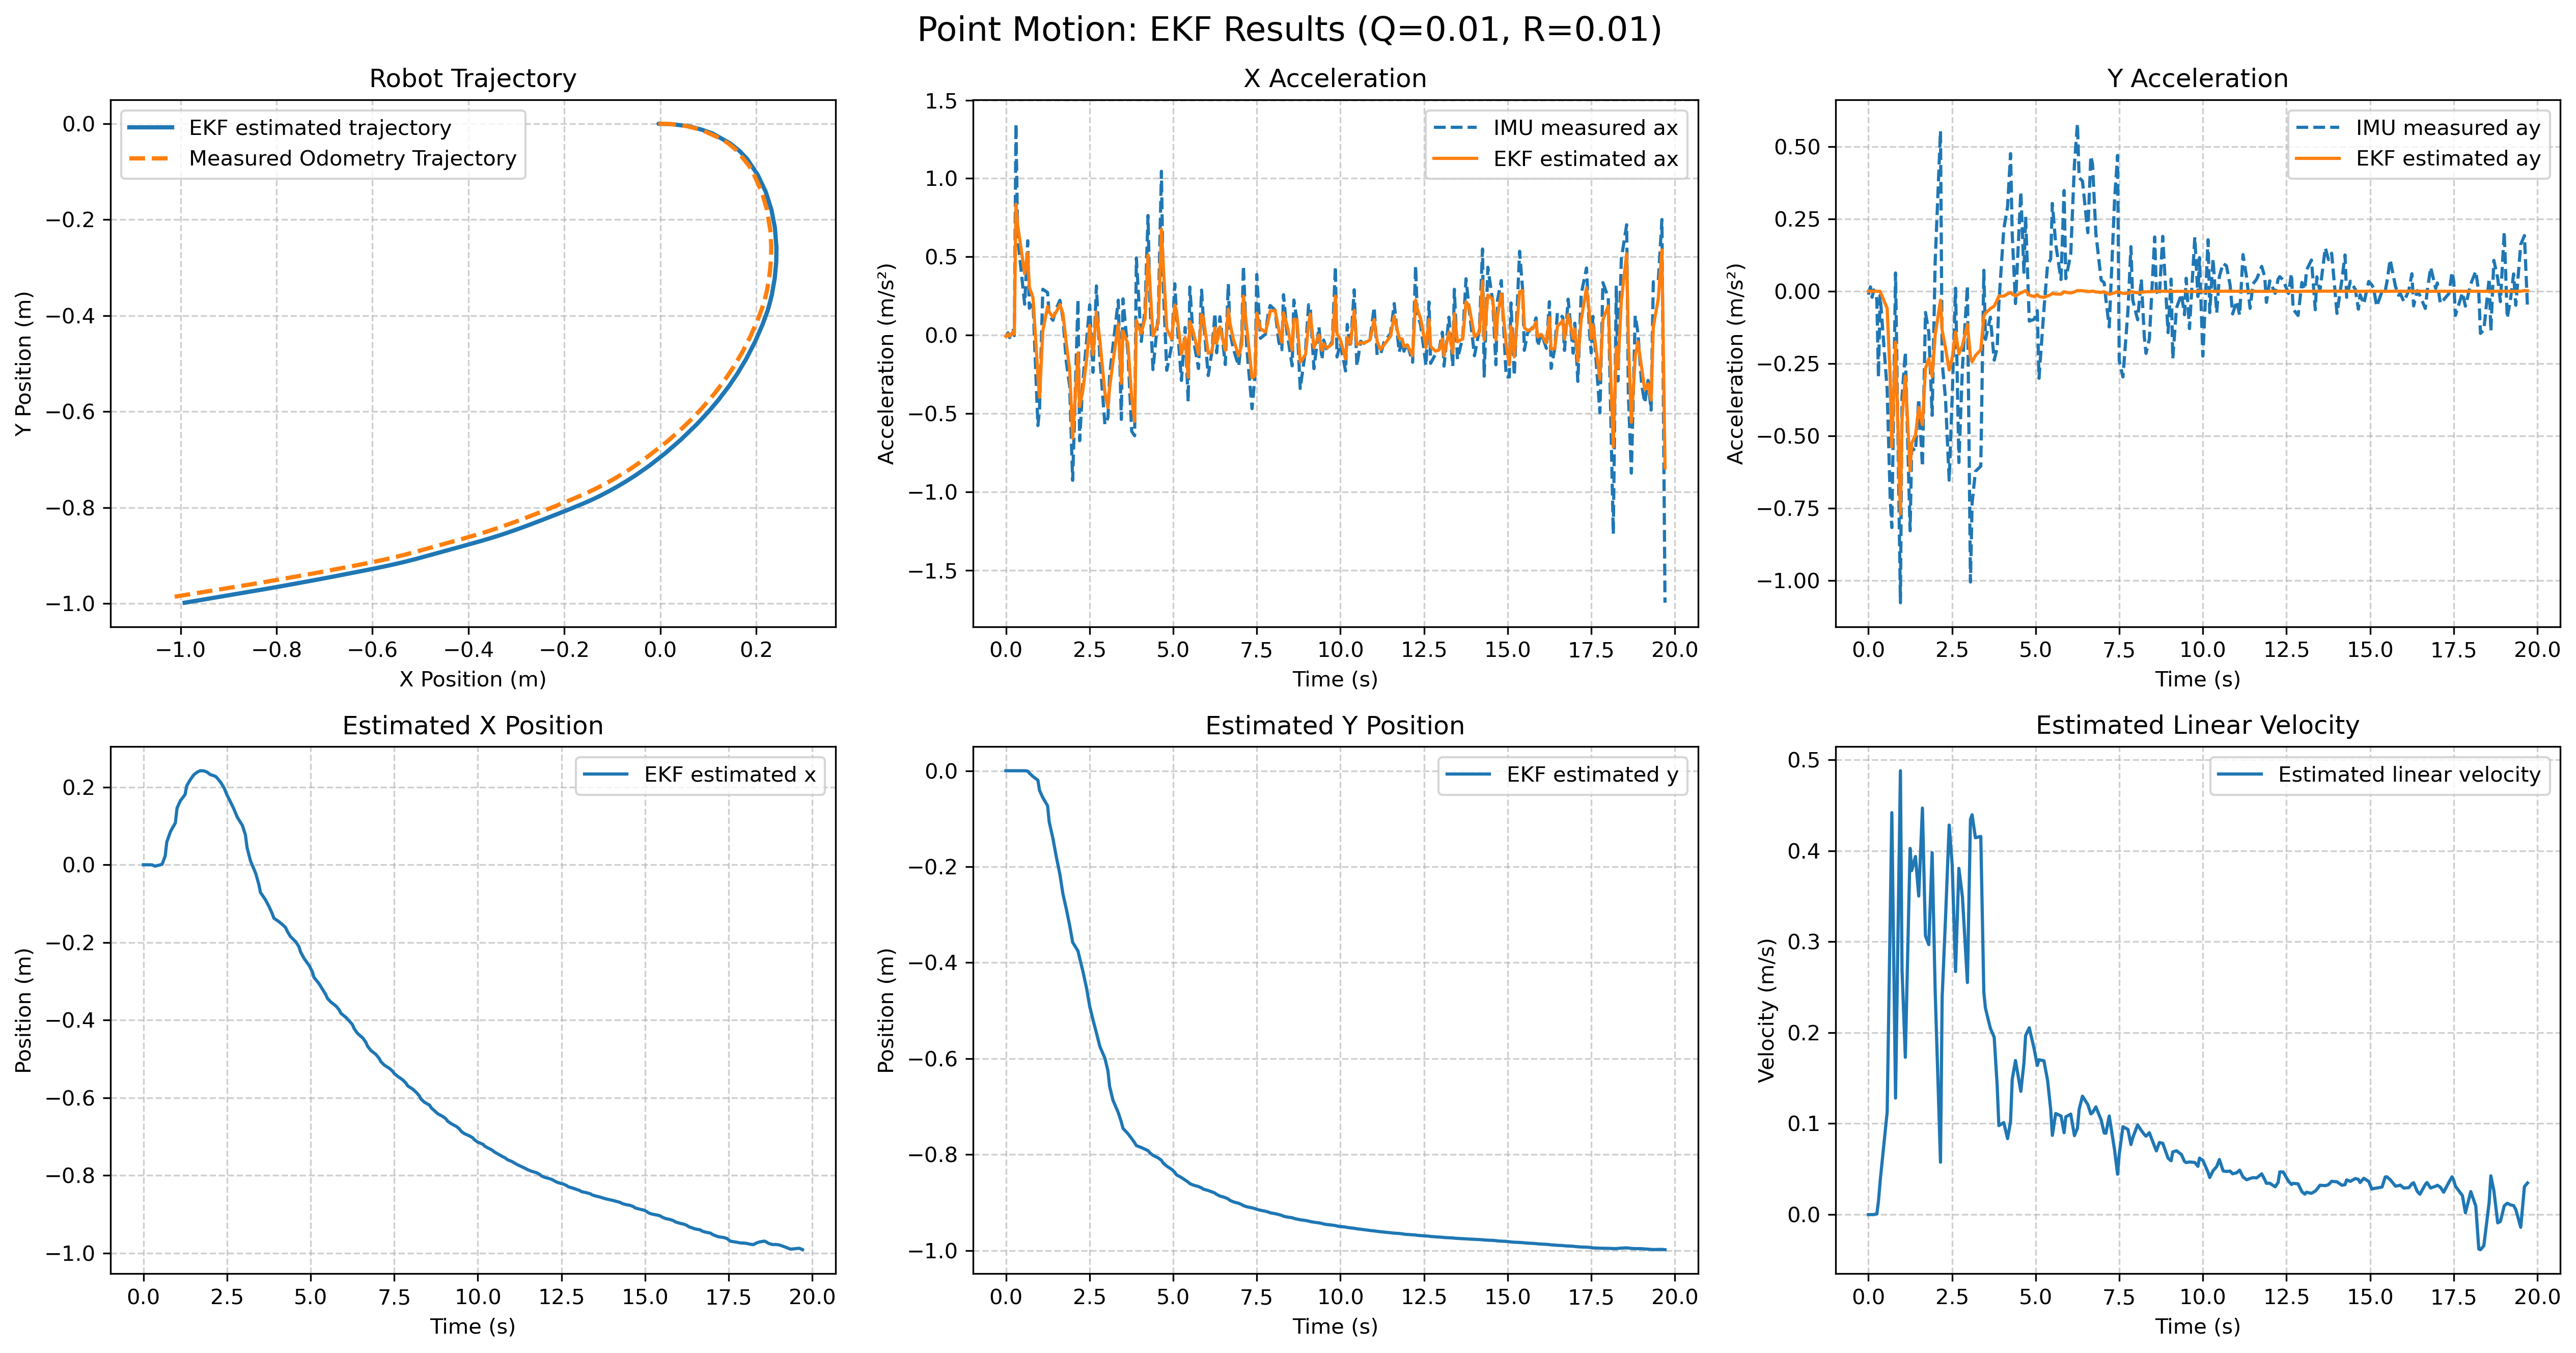 Point Motion: EKF Results (Q=0.01, R=0.01)
Robot Trajectory
EKF estimated trajectory
Measured Odometry Trajectory
0.0
−0.2
−0.4
−0.6
−0.8
−1.0
Y Position (m)
−1.0 −0.8 −0.6 −0.4 −0.2 0.0 0.2
X Position (m)
X Acceleration
IMU measured ax
EKF estimated ax
1.5
1.0
0.5
0.0
−0.5
−1.0
−1.5
Acceleration (m/s²)
0.0 2.5 5.0 7.5 10.0 12.5 15.0 17.5 20.0
Time (s)
Y Acceleration
IMU measured ay
EKF estimated ay
0.50
0.25
0.00
−0.25
−0.50
−0.75
−1.00
Acceleration (m/s²)
0.0 2.5 5.0 7.5 10.0 12.5 15.0 17.5 20.0
Time (s)
Estimated X Position
EKF estimated x
0.2
0.0
−0.2
−0.4
−0.6
−0.8
−1.0
Position (m)
0.0 2.5 5.0 7.5 10.0 12.5 15.0 17.5 20.0
Time (s)
Estimated Y Position
EKF estimated y
0.0
−0.2
−0.4
−0.6
−0.8
−1.0
Position (m)
0.0 2.5 5.0 7.5 10.0 12.5 15.0 17.5 20.0
Time (s)
Estimated Linear Velocity
Estimated linear velocity
0.5
0.4
0.3
0.2
0.1
0.0
Velocity (m/s)
0.0 2.5 5.0 7.5 10.0 12.5 15.0 17.5 20.0
Time (s)